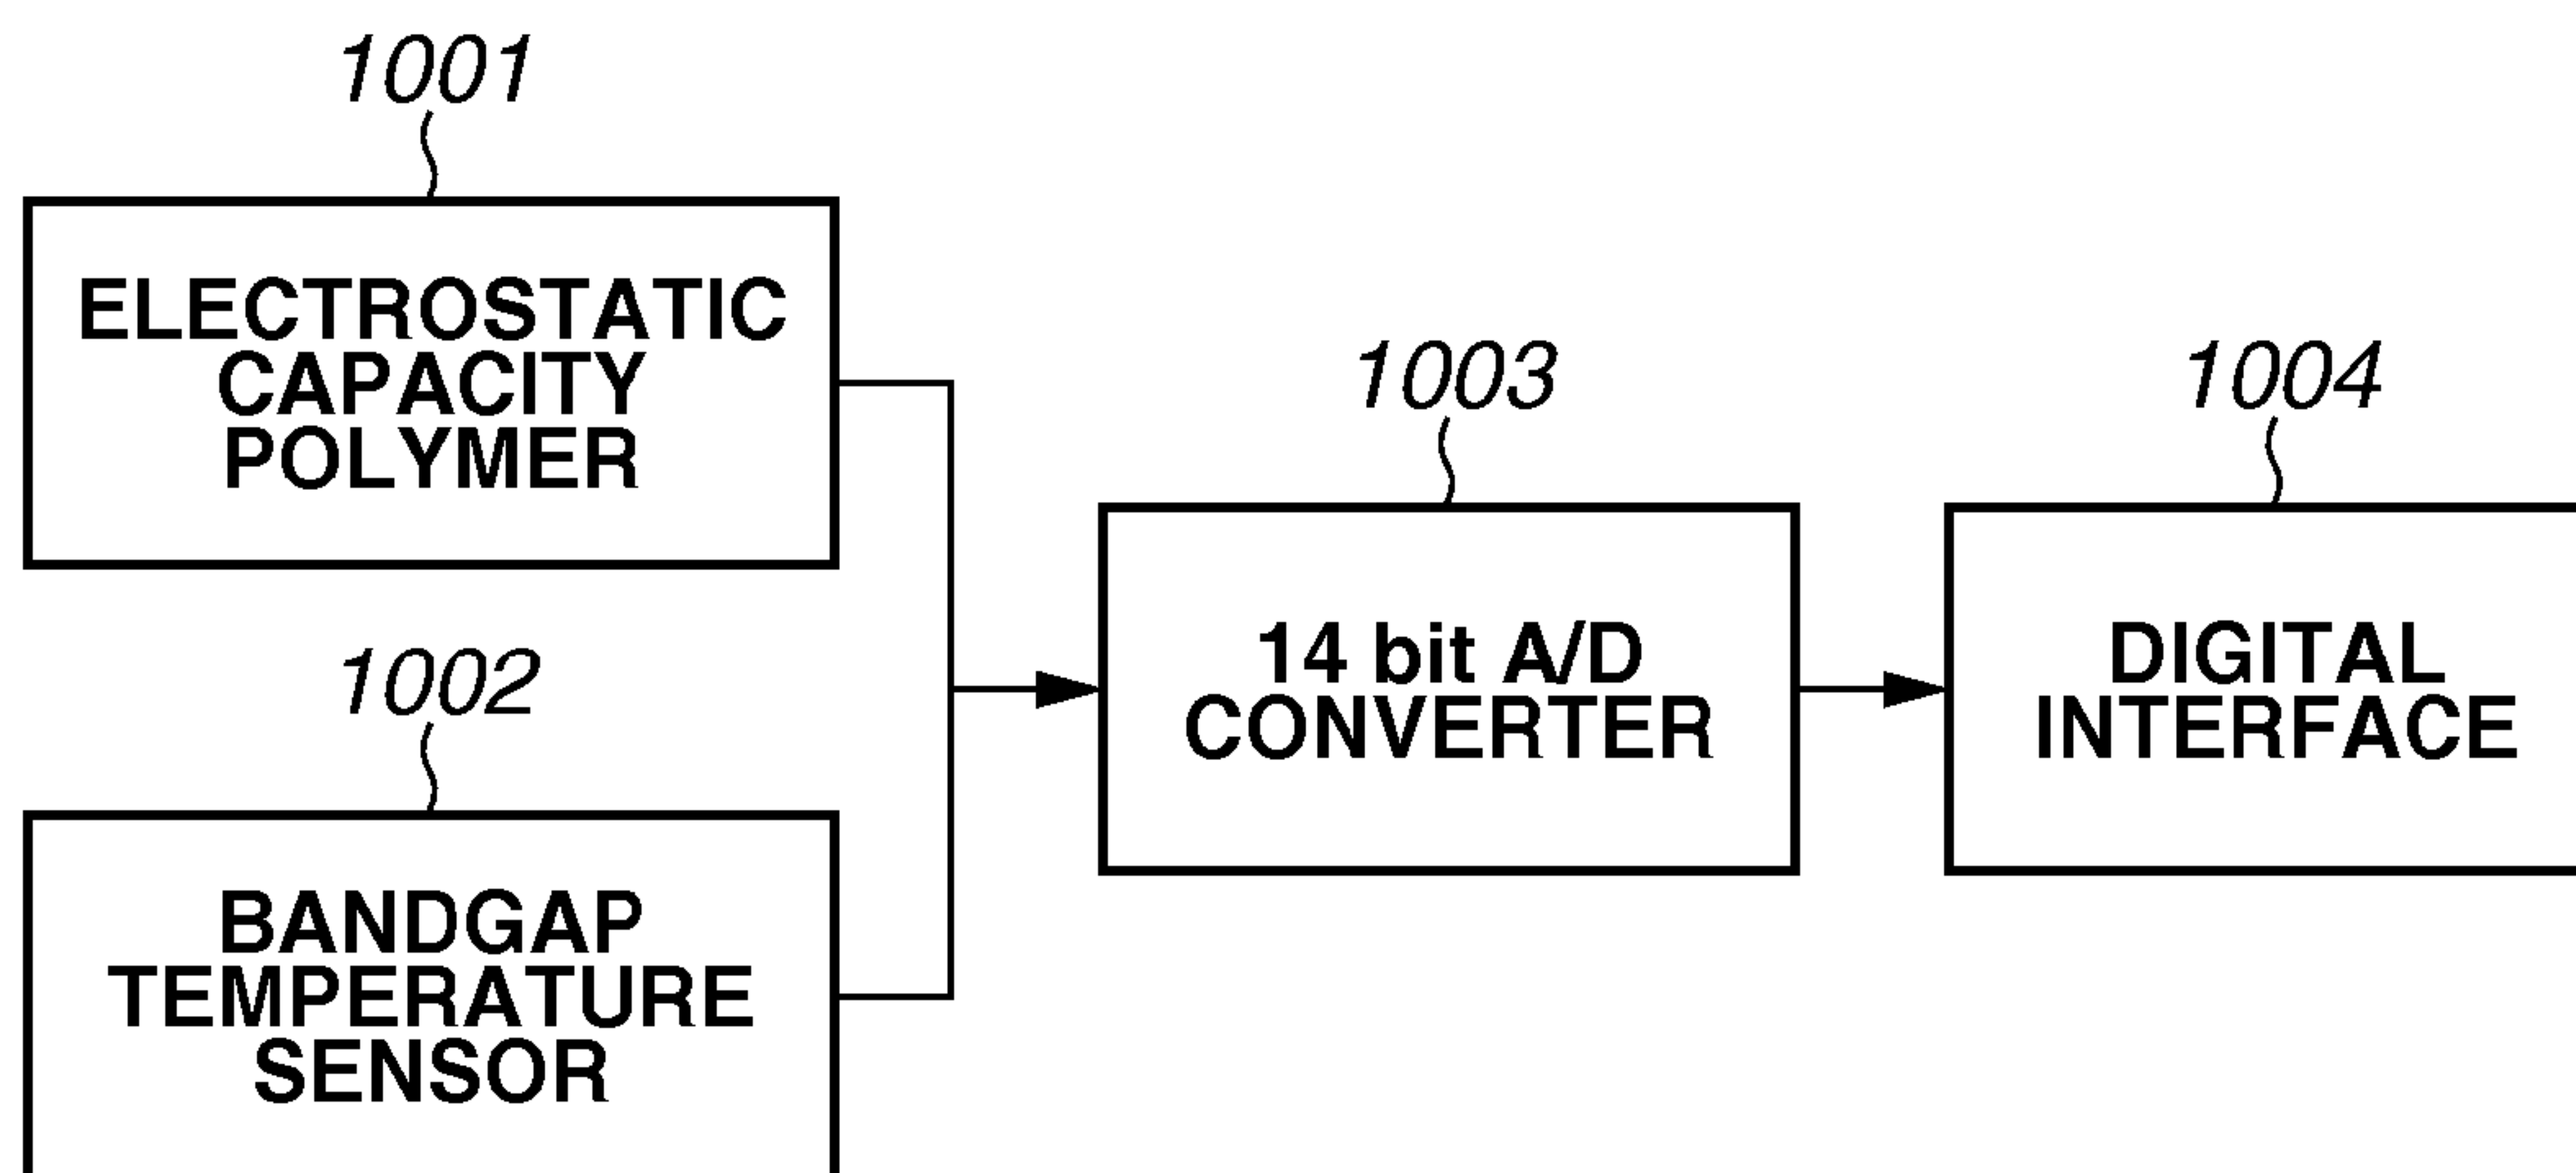 1001
ELECTROSTATIC
CAPACITY
POLYMER
1002
BANDGAP
TEMPERATURE
SENSOR
1003
14 bit A/D
CONVERTER
1004
DIGITAL
INTERFACE